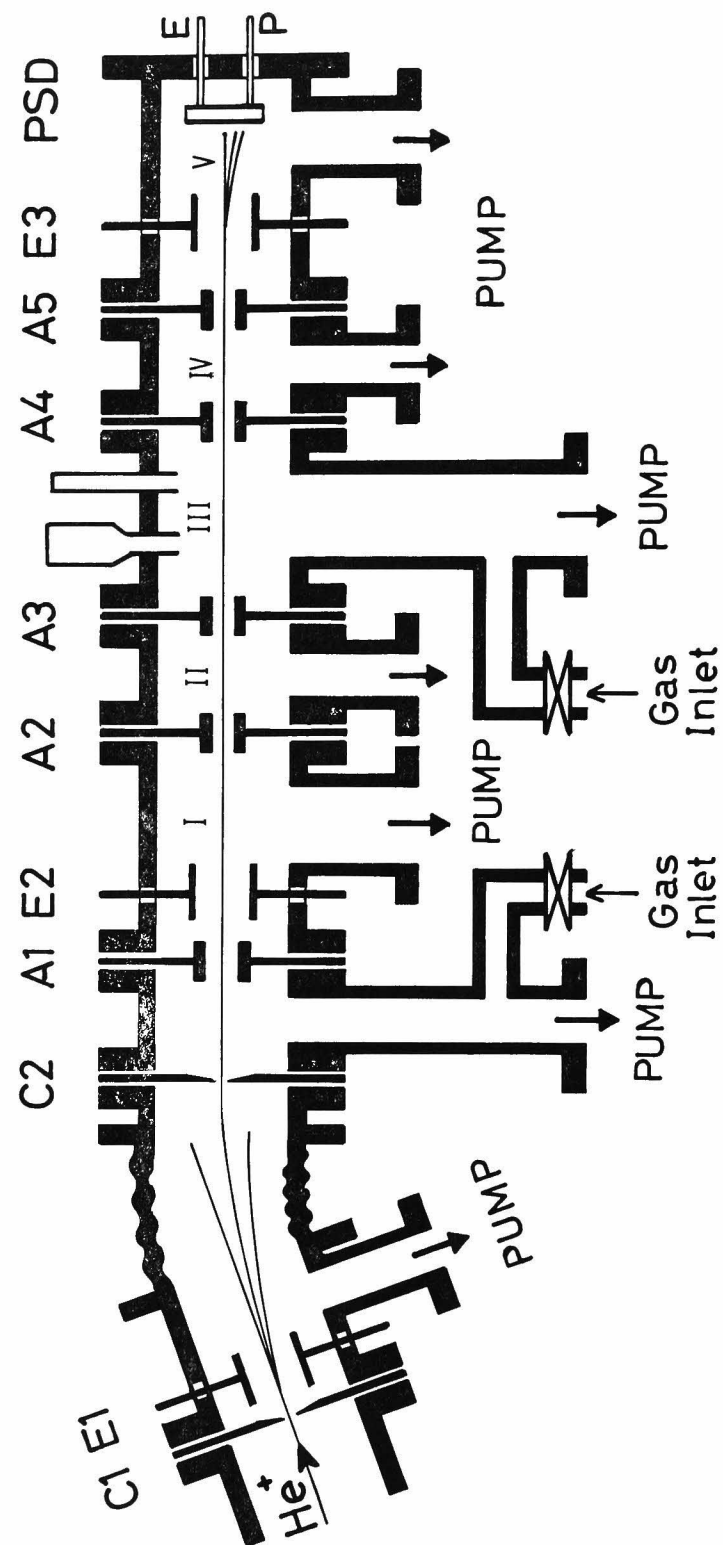 C1 E1
C2
A1
E2
A2
A3
A4
A5
E3
PSD
He+
I
II
III
IV
V
E
P
PUMP
PUMP
Gas
Inlet
PUMP
Gas
Inlet
PUMP
PUMP